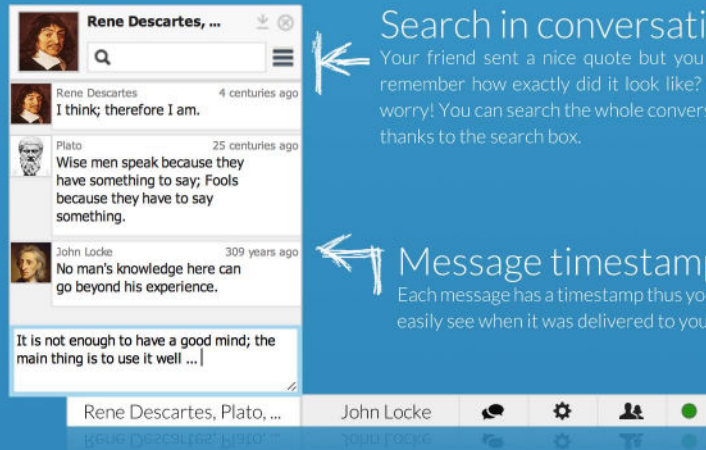 Rene Descartes, ...
Rene Descartes 4 centuries ago
I think; therefore I am.
Plato 25 centuries ago
Wise men speak because they
have something to say; Fools
because they have to say
something.
John Locke 309 years ago
No man's knowledge here can
go beyond his experience.
It is not enough to have a good mind; the
main thing is to use it well ...
Rene Descartes, Plato, ...
John Locke
Search in conversati
Your friend sent a nice quote but you
remember how exactly did it look like?
worry! You can search the whole convers
thanks to the search box.
Message timestamp
Each message has a timestamp thus yo
easily see when it was delivered to you